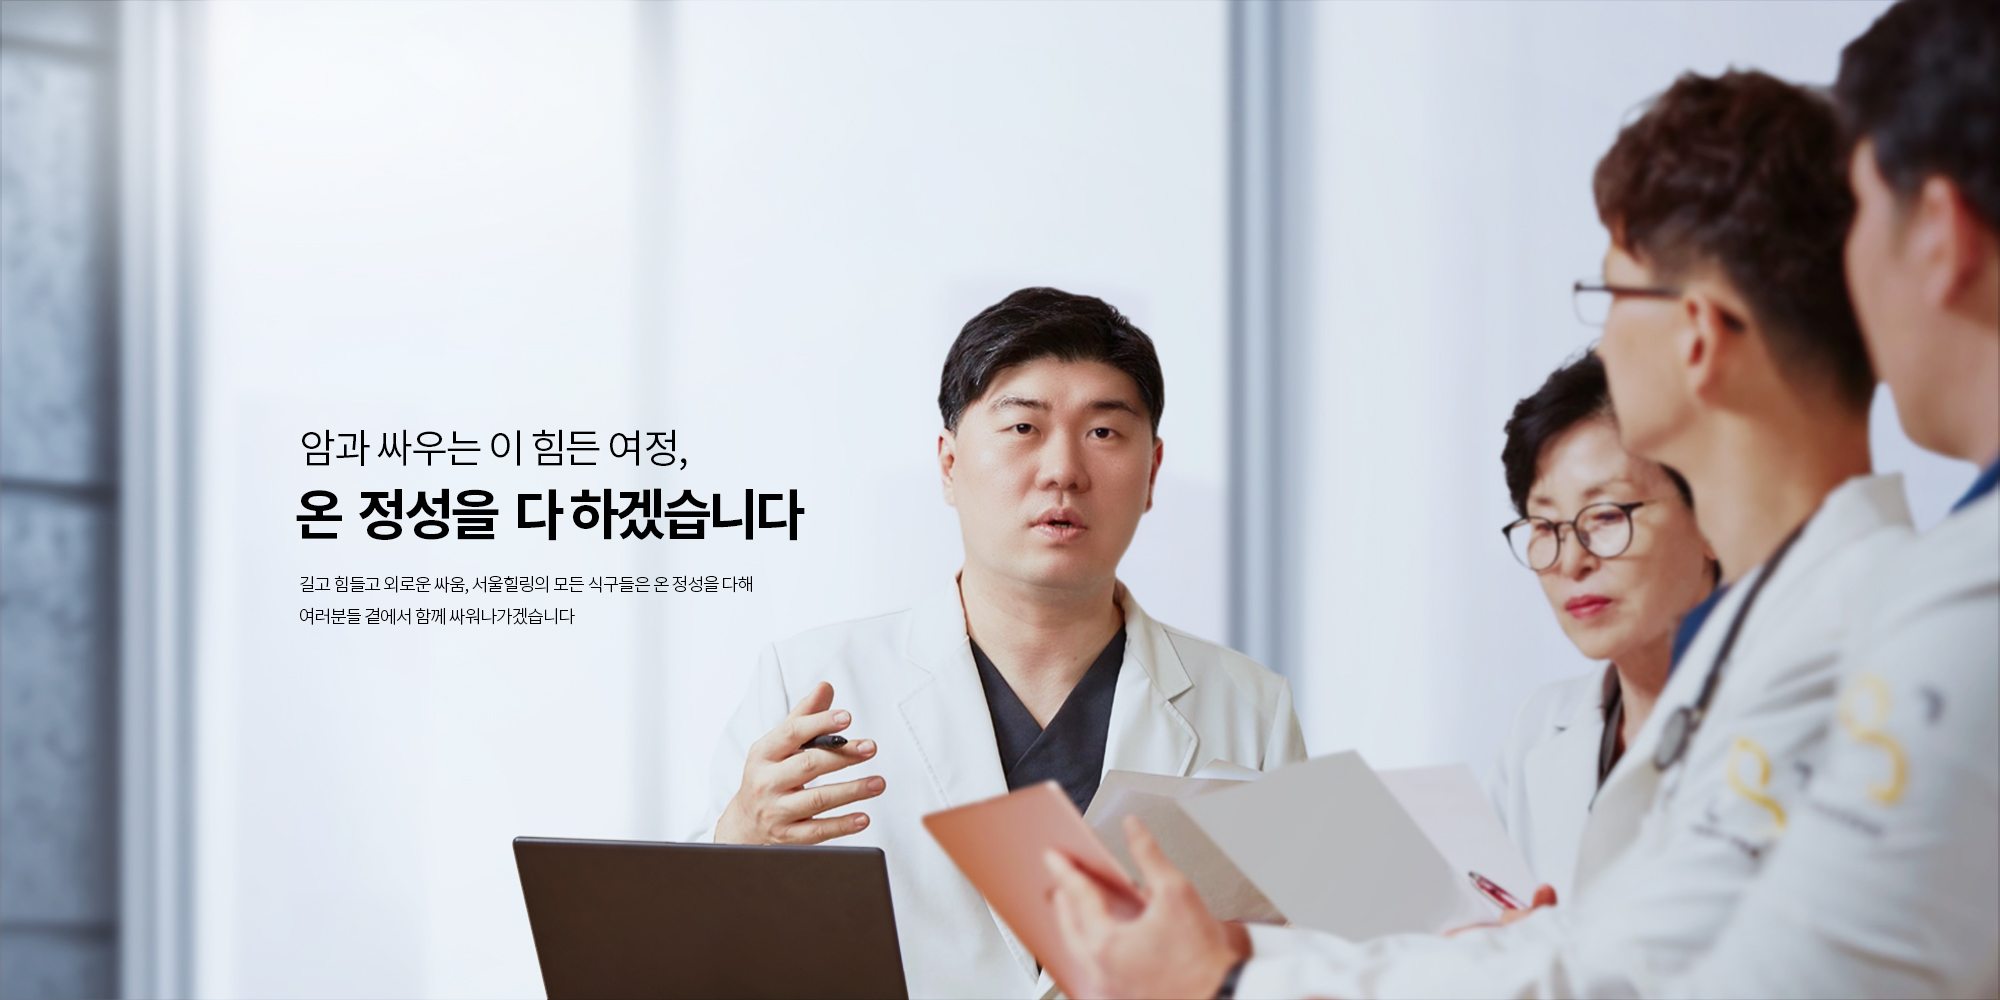 암과 싸우는 이 힘든 여정,
온 정성을 다하겠습니다
길고 힘들고 외로운 싸움, 서울힐링의 모든 식구들은 온 정성을 다해
여러분들 곁에서 함께 싸워나가겠습니다